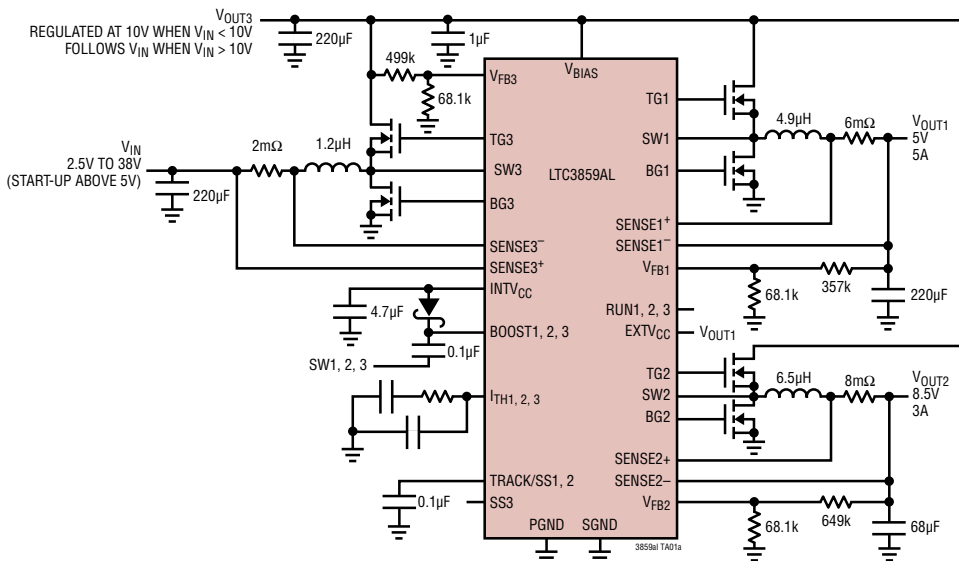 VOUT3
REGULATED AT 10V WHEN VIN < 10V
FOLLOWS VIN WHEN VIN > 10V
220µF
1µF
499k
68.1k
VFB3
VBIAS
TG1
4.9µH
6mΩ
VOUT1
5V
5A
VIN
2.5V TO 38V
(START-UP ABOVE 5V)
2mΩ
1.2µH
220µF
TG3
SW3
BG3
LTC3859AL
SW1
BG1
SENSE1+
SENSE1–
SENSE3–
SENSE3+
VFB1
357k
68.1k
220µF
INTVCC
4.7µF
BOOST1, 2, 3
0.1µF
SW1, 2, 3
RUN1, 2, 3
EXTVCC
VOUT1
TG2
6.5µH
8mΩ
VOUT2
8.5V
3A
ITH1, 2, 3
SW2
BG2
SENSE2+
SENSE2–
TRACK/SS1, 2
0.1µF
SS3
VFB2
649k
68.1k
68µF
PGND
SGND
3859al TA01a